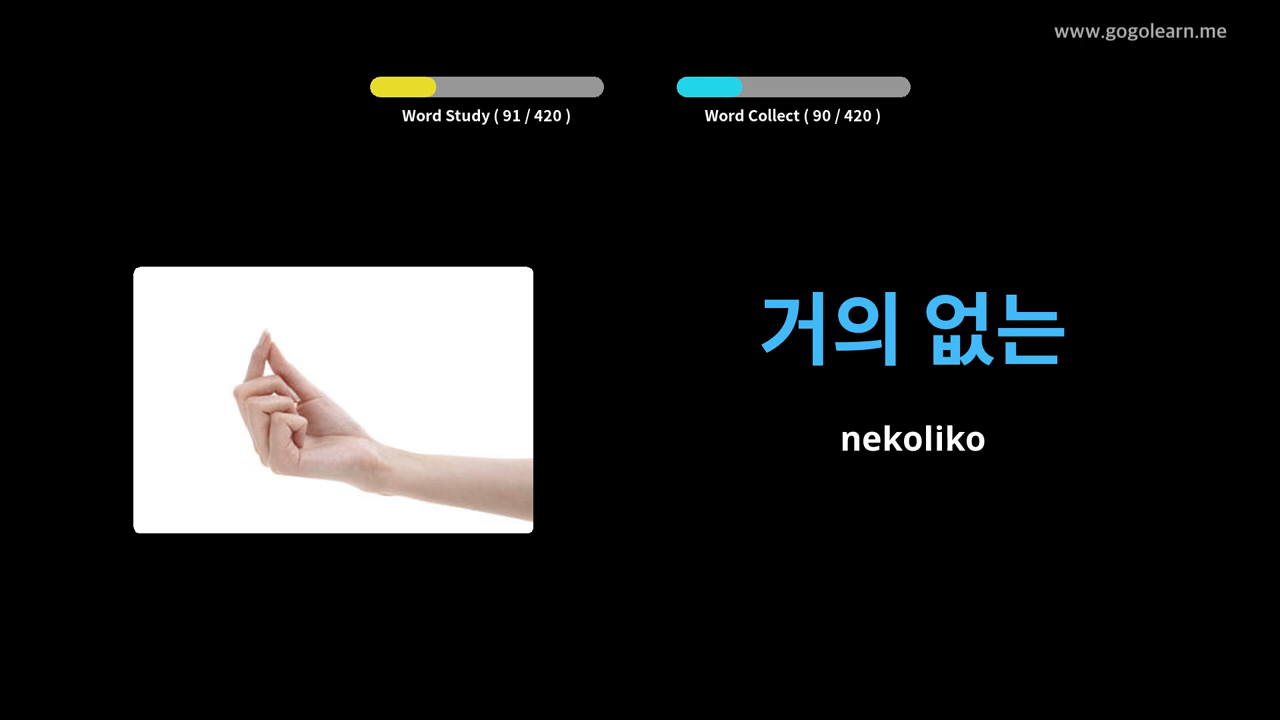 www.gogolearn.me
Word Study ( 91 / 420 )
Word Collect ( 90 / 420 )
거의 없는
nekoliko